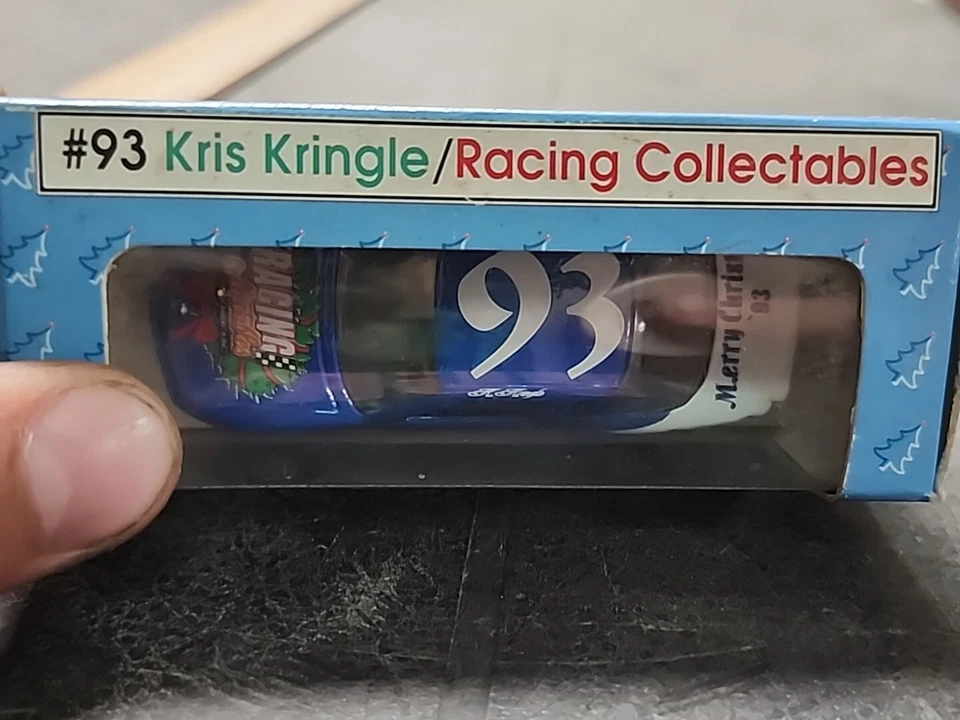 #93 Kris Kringle/Racing Collectables
RACING
93
Merry Christ
'93